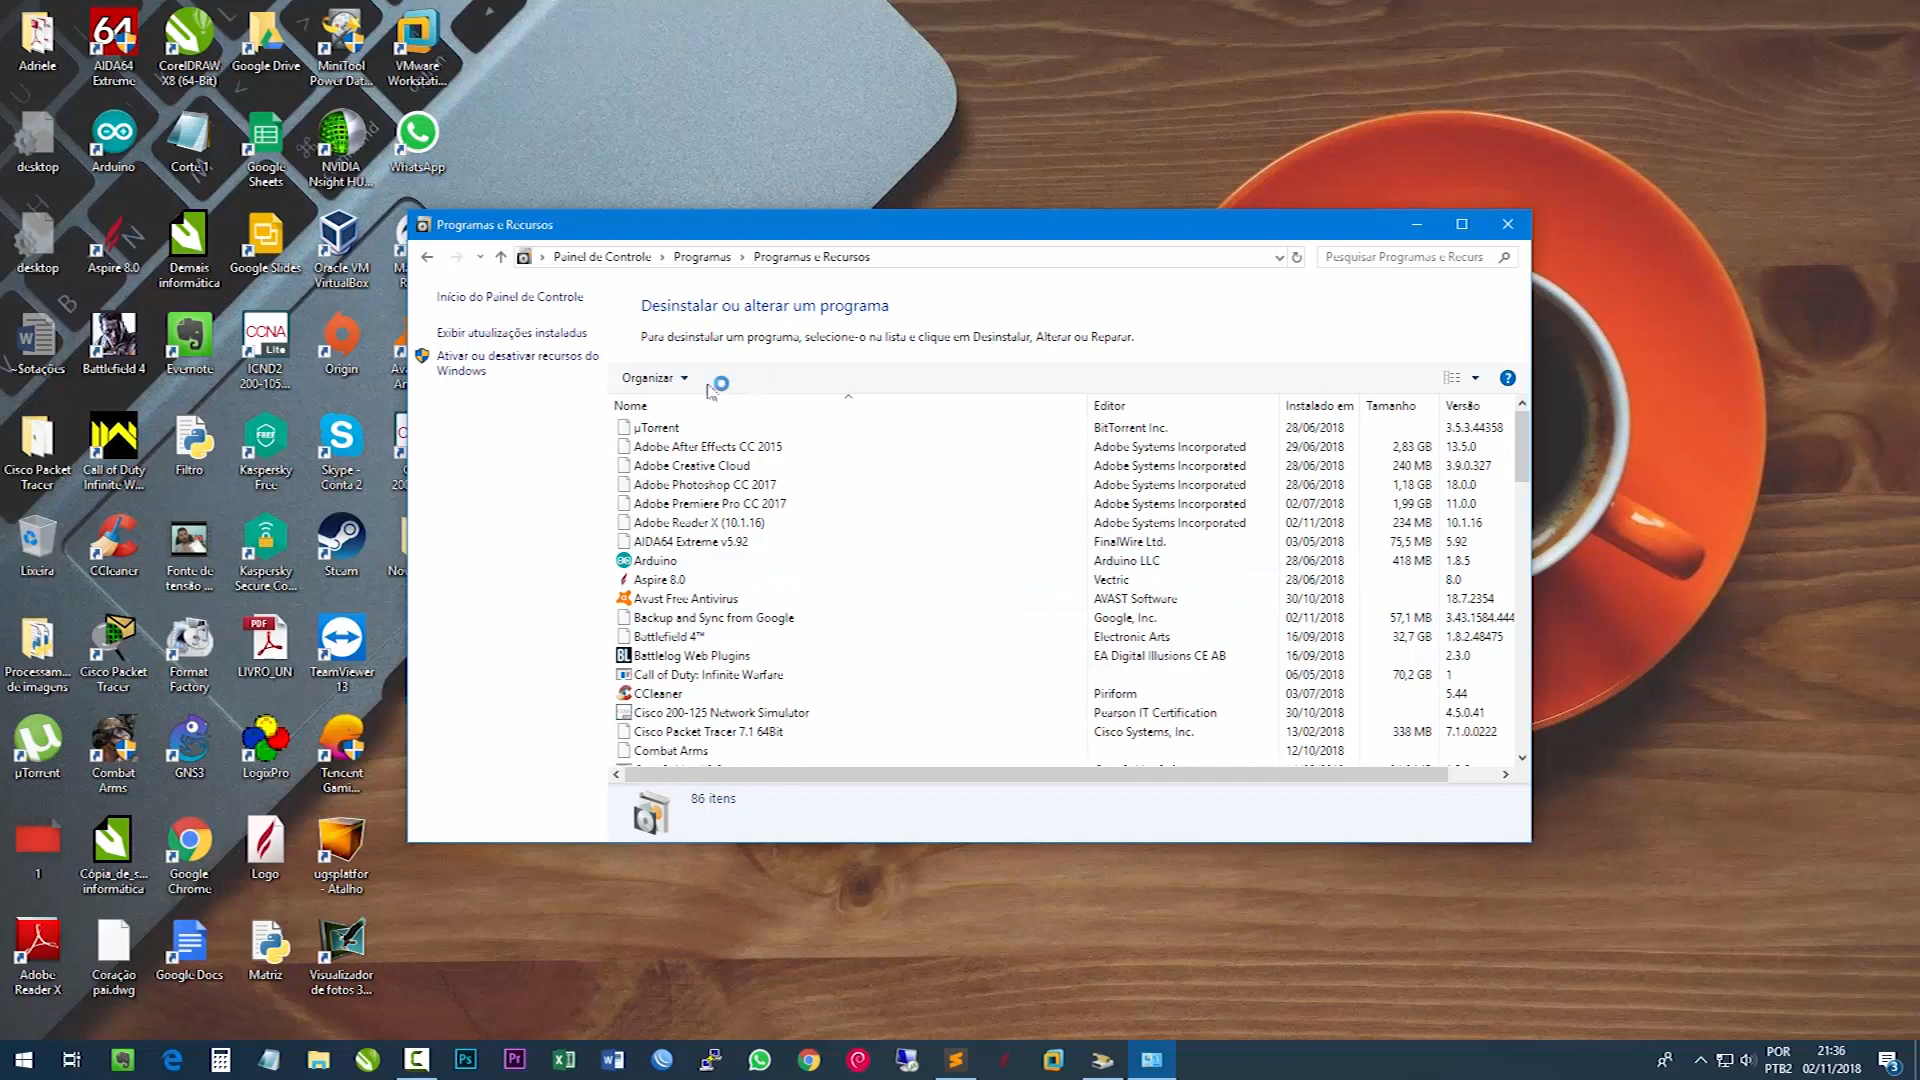 Adriele
AIDA64
Extreme
CorelDRAW
X8 (64-Bit)
Google Drive
MiniTool
Power Dat...
VMware
Workstati...
desktop
Arduino
Corte 1
Google
Sheets
NVIDIA
Nsight HU...
WhatsApp
desktop
Aspire 8.0
Demais
informática
Google Slides
Oracle VM
VirtualBox
~$otações
Battlefield 4
Evernote
CCNA
Lite
ICND2
200-105...
Origin
Cisco Packet
Tracer
Call of Duty
Infinite W...
Filtro
Kaspersky
Free
Skype -
Conta 2
Lixeira
CCleaner
Fonte de
tensão ...
Kaspersky
Secure Co...
Steam
Processam...
de imagens
Cisco Packet
Tracer
Format
Factory
LIVRO_UN
TeamViewer
13
µTorrent
Combat
Arms
GNS3
LogixPro
Tencent
Gami...
1
Cópia_de_s...
informática
Google
Chrome
Logo
ugsplatfor
- Atalho
Adobe
Reader X
Coração
pai.dwg
Google Docs
Matriz
Visualizador
de fotos 3...
Programas e Recursos
Painel de Controle > Programas > Programas e Recursos
Pesquisar Programas e Recurs
Início do Painel de Controle
Exibir atualizações instaladas
Ativar ou desativar recursos do
Windows
Desinstalar ou alterar um programa
Para desinstalar um programa, selecione-o na lista e clique em Desinstalar, Alterar ou Reparar.
Organizar
Nome Editor Instalado em Tamanho Versão
µTorrent BitTorrent Inc. 28/06/2018 3.5.3.44358
Adobe After Effects CC 2015 Adobe Systems Incorporated 29/06/2018 2,83 GB 13.5.0
Adobe Creative Cloud Adobe Systems Incorporated 28/06/2018 240 MB 3.9.0.327
Adobe Photoshop CC 2017 Adobe Systems Incorporated 28/06/2018 1,18 GB 18.0.0
Adobe Premiere Pro CC 2017 Adobe Systems Incorporated 02/07/2018 1,99 GB 11.0.0
Adobe Reader X (10.1.16) Adobe Systems Incorporated 02/11/2018 234 MB 10.1.16
AIDA64 Extreme v5.92 FinalWire Ltd. 03/05/2018 75,5 MB 5.92
Arduino Arduino LLC 28/06/2018 418 MB 1.8.5
Aspire 8.0 Vectric 28/06/2018 8.0
Avast Free Antivirus AVAST Software 30/10/2018 18.7.2354
Backup and Sync from Google Google, Inc. 02/11/2018 57,1 MB 3.43.1584.444
Battlefield 4™ Electronic Arts 16/09/2018 32,7 GB 1.8.2.48475
Battlelog Web Plugins EA Digital Illusions CE AB 16/09/2018 2.3.0
Call of Duty: Infinite Warfare 06/05/2018 70,2 GB 1
CCleaner Piriform 03/07/2018 5.44
Cisco 200-125 Network Simulator Pearson IT Certification 30/10/2018 4.5.0.41
Cisco Packet Tracer 7.1 64Bit Cisco Systems, Inc. 13/02/2018 338 MB 7.1.0.0222
Combat Arms 12/10/2018
86 itens
POR
PTB2
21:36
02/11/2018
3